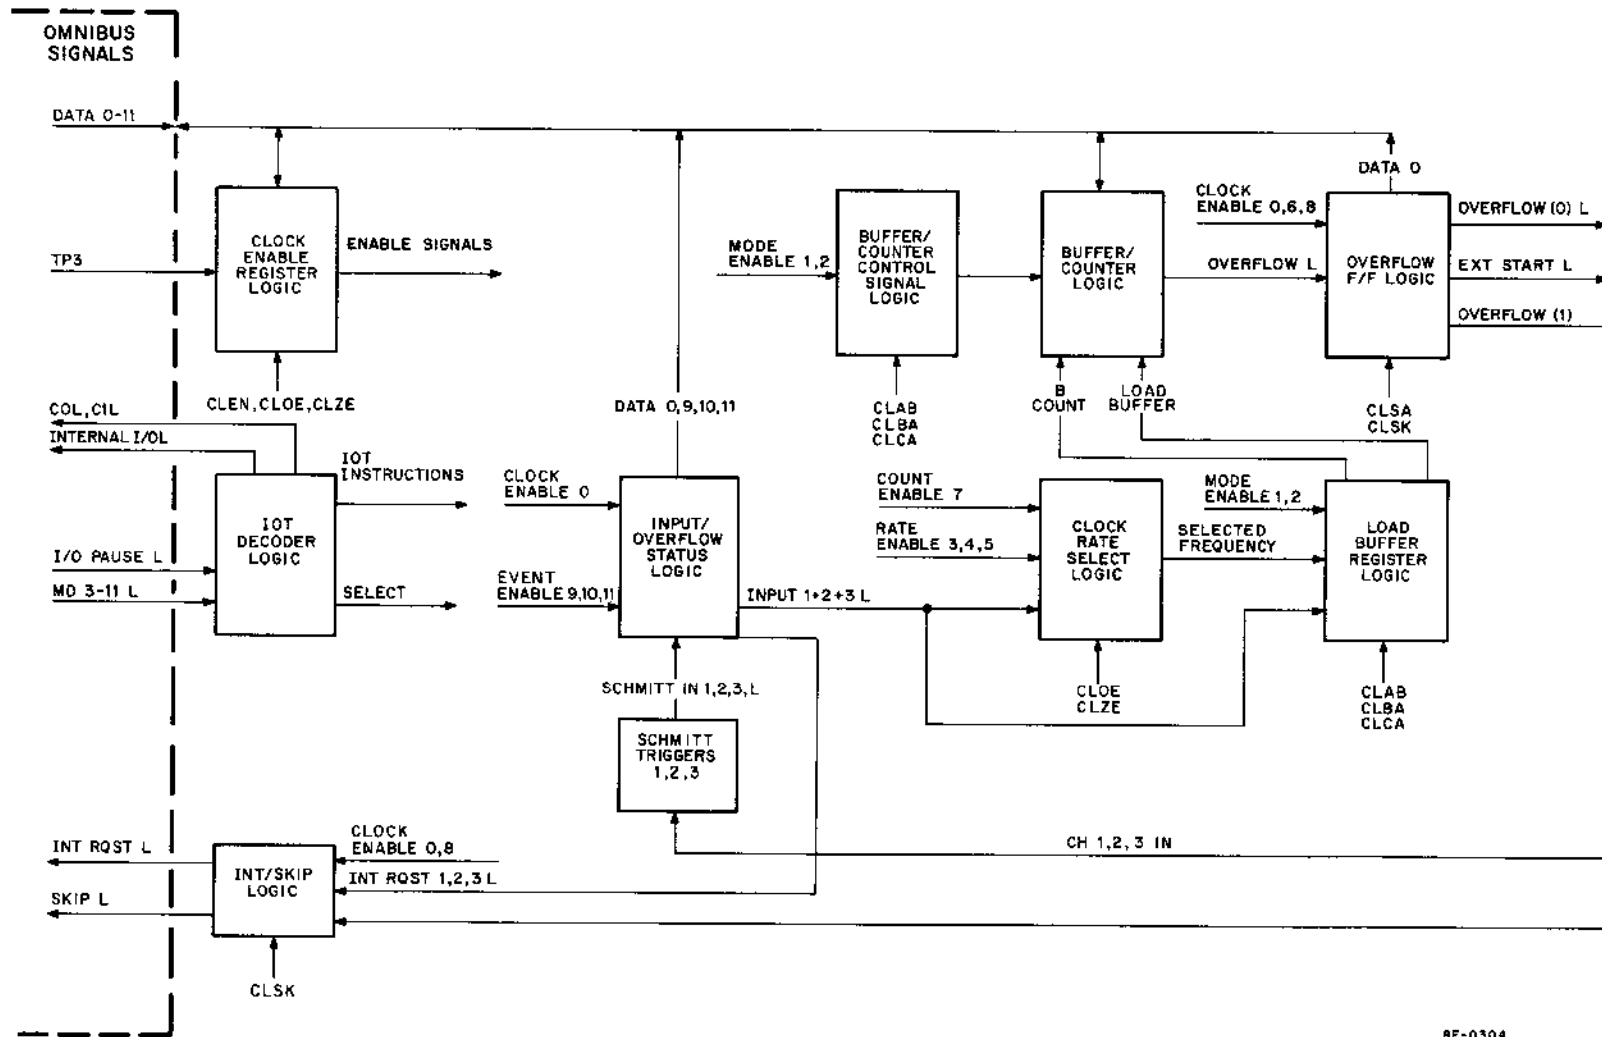 OMNIBUS
SIGNALS
DATA 0-11
DATA 0
CLOCK
ENABLE 0,6,8
OVERFLOW (0) L
CLOCK
ENABLE
REGISTER
LOGIC
ENABLE SIGNALS
TP3
MODE
ENABLE 1,2
BUFFER/
COUNTER
CONTROL
SIGNAL
LOGIC
BUFFER/
COUNTER
LOGIC
OVERFLOW L
OVERFLOW
F/F LOGIC
EXT START L
OVERFLOW (1)
CLEN,CLOE,CLZE
DATA 0,9,10,11
CLAB
CLBA
CLCA
B
COUNT
LOAD
BUFFER
CLSA
CLSK
COL,C1L
INTERNAL I/OL
IOT
INSTRUCTIONS
IOT
DECODER
LOGIC
I/O PAUSE L
MD 3-11 L
SELECT
CLOCK
ENABLE 0
INPUT/
OVERFLOW
STATUS
LOGIC
EVENT
ENABLE 9,10,11
INPUT 1+2+3 L
COUNT
ENABLE 7
RATE
ENABLE 3,4,5
CLOCK
RATE
SELECT
LOGIC
SELECTED
FREQUENCY
MODE
ENABLE 1,2
LOAD
BUFFER
REGISTER
LOGIC
SCHMITT IN 1,2,3,L
CLOE
CLZE
CLAB
CLBA
CLCA
SCHMITT
TRIGGERS
1,2,3
CH 1,2,3 IN
INT RQST L
INT/SKIP
LOGIC
CLOCK
ENABLE 0,8
INT RQST 1,2,3 L
SKIP L
CLSK
8E-0304